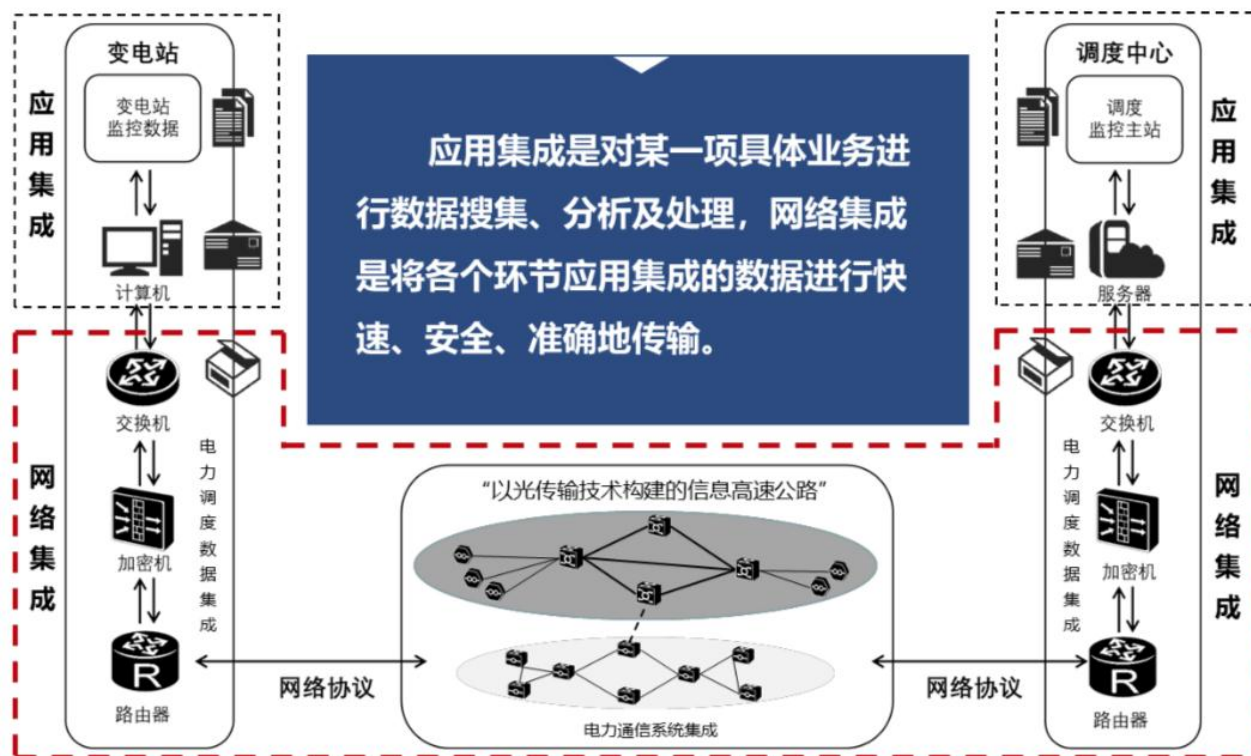 变电站
应用集成
变电站
监控数据
计算机
应用集成是对某一项具体业务进
行数据搜集、分析及处理，网络集成
是将各个环节应用集成的数据进行快
速、安全、准确地传输。
调度中心
应用集成
调度
监控主站
服务器
网络集成
交换机
加密机
路由器
R
电力调度数据集成
网络协议
“以光传输技术构建的信息高速公路”
电力通信系统集成
网络协议
电力调度数据集成
交换机
加密机
R
路由器
网络集成